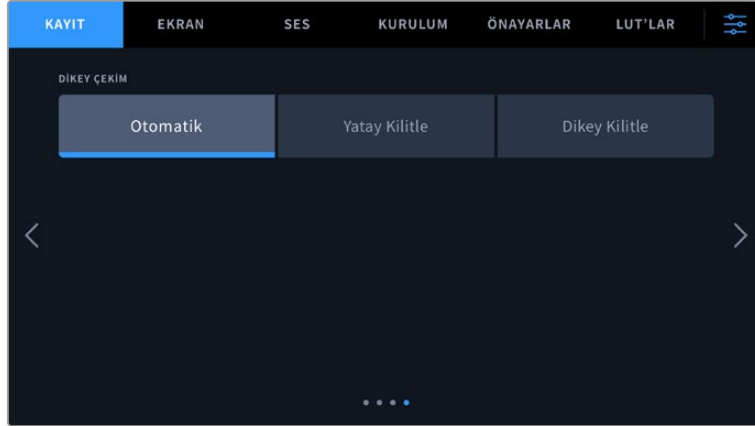 KAYIT EKRAN SES KURULUM ÖNAYARLAR LUT’LAR
DİKEY ÇEKİM
Otomatik Yatay Kilitle Dikey Kilitle